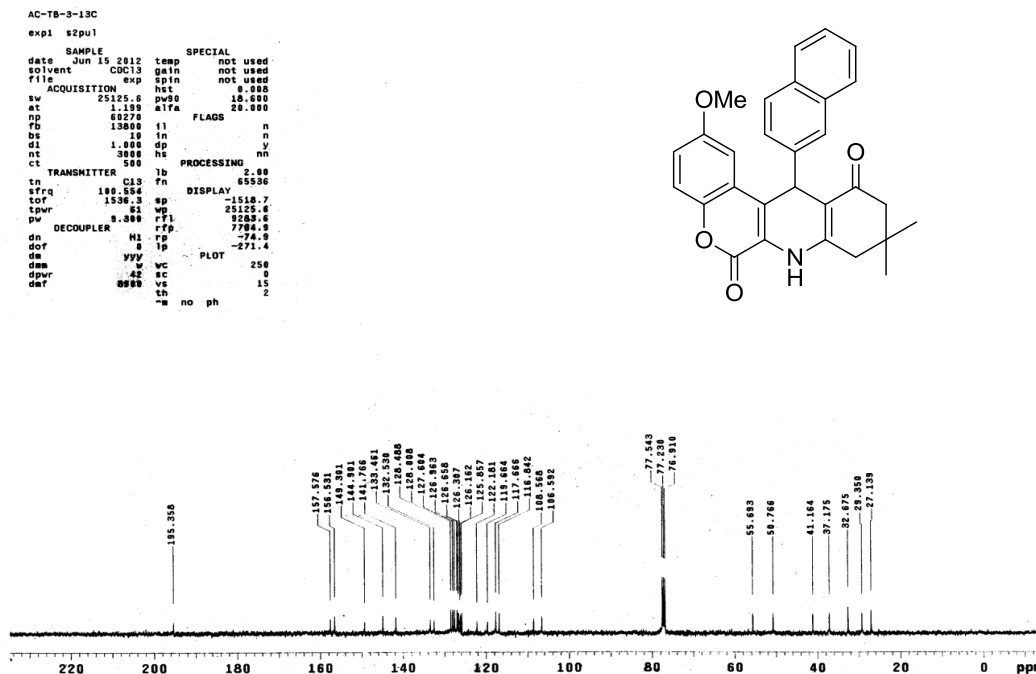 AC-TB-3-13C
exp1 s2pul
SAMPLE SPECIAL
date Jun 15 2012 temp not used
solvent CDCl3 gain not used
file exp spin not used
ACQUISITION hst 0.008
sw 25125.6 pw90 18.600
at 1.199 alfa 20.000
np 60270 FLAGS
fb 13800 il n
bs 10 in n
d1 1.000 dp y
nt 3000 hs nn
ct 500 PROCESSING
TRANSMITTER lb 2.00
tn C13 fn 65536
sfrq 100.554 DISPLAY
tof 1536.3 sp -1518.7
tpwr 61 wp 25125.6
pw 9.300 rfl 9283.6
DECOUPLER rfp 7764.9
dn H1 rp -74.9
dof 0 lp -271.4
dm yyy PLOT
dmm w wc 250
dpwr 42 sc 0
dmf vs 15
th 2
no ph
OMe
O
O
O
N
H
195.358
157.576
156.531
149.301
144.901
141.766
133.461
132.530
128.488
128.008
127.604
126.963
126.658
126.307
126.162
125.857
122.181
119.664
117.666
116.842
108.568
106.592
77.543
77.230
76.910
55.693
50.766
41.164
37.175
32.675
29.350
27.139
220 200 180 160 140 120 100 80 60 40 20 0 ppm